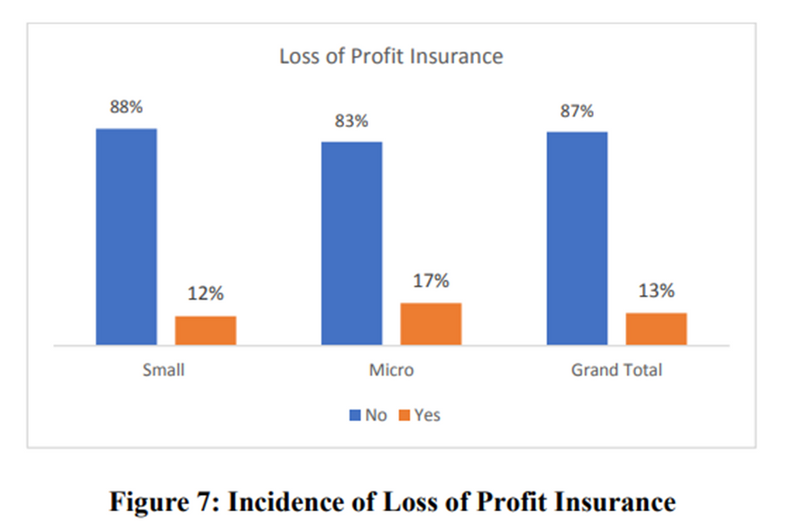 Loss of Profit Insurance
88%
83%
87%
12%
17%
13%
Small
Micro
Grand Total
No
Yes
Figure 7: Incidence of Loss of Profit Insurance